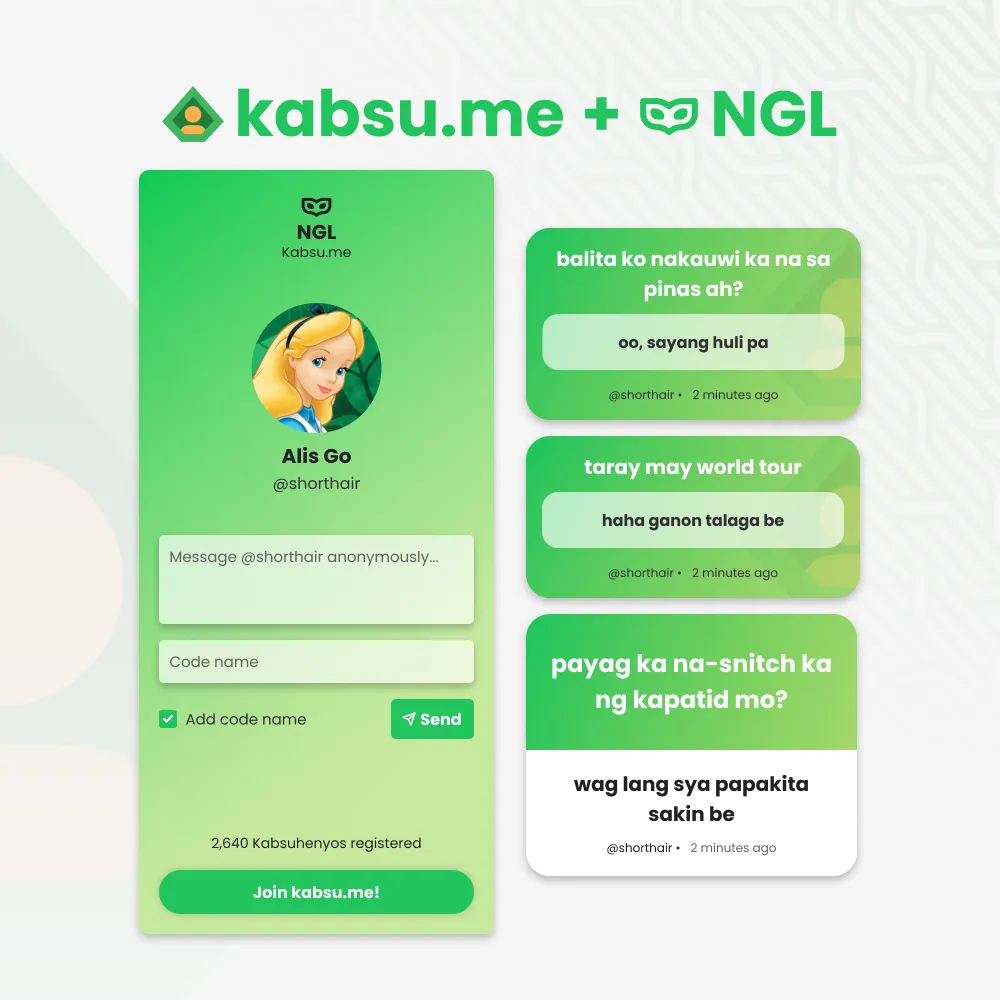 kabsu.me + NGL
NGL
Kabsu.me
Alis Go
@shorthair
Message @shorthair anonymously...
Code name
Add code name
Send
2,640 Kabsuhenyos registered
Join kabsu.me!
balita ko nakauwi ka na sa
pinas ah?
oo, sayang huli pa
@shorthair • 2 minutes ago
taray may world tour
haha ganon talaga be
@shorthair • 2 minutes ago
payag ka na-snitch ka
ng kapatid mo?
wag lang sya papakita
sakin be
@shorthair • 2 minutes ago